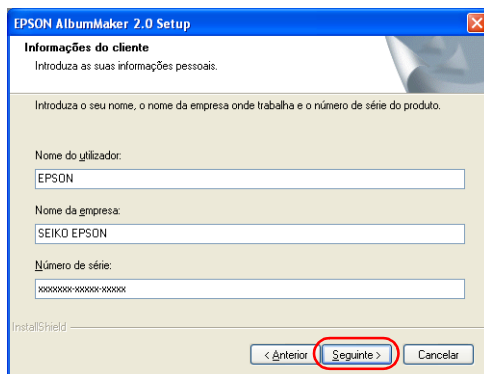 EPSON AlbumMaker 2.0 Setup
Informações do cliente
Introduza as suas informações pessoais.
Introduza o seu nome, o nome da empresa onde trabalha e o número de série do produto.
Nome do utilizador:
EPSON
Nome da empresa:
SEIKO EPSON
Número de série:
xxxxxxx-xxxxx-xxxxx
InstallShield
< Anterior Seguinte > Cancelar